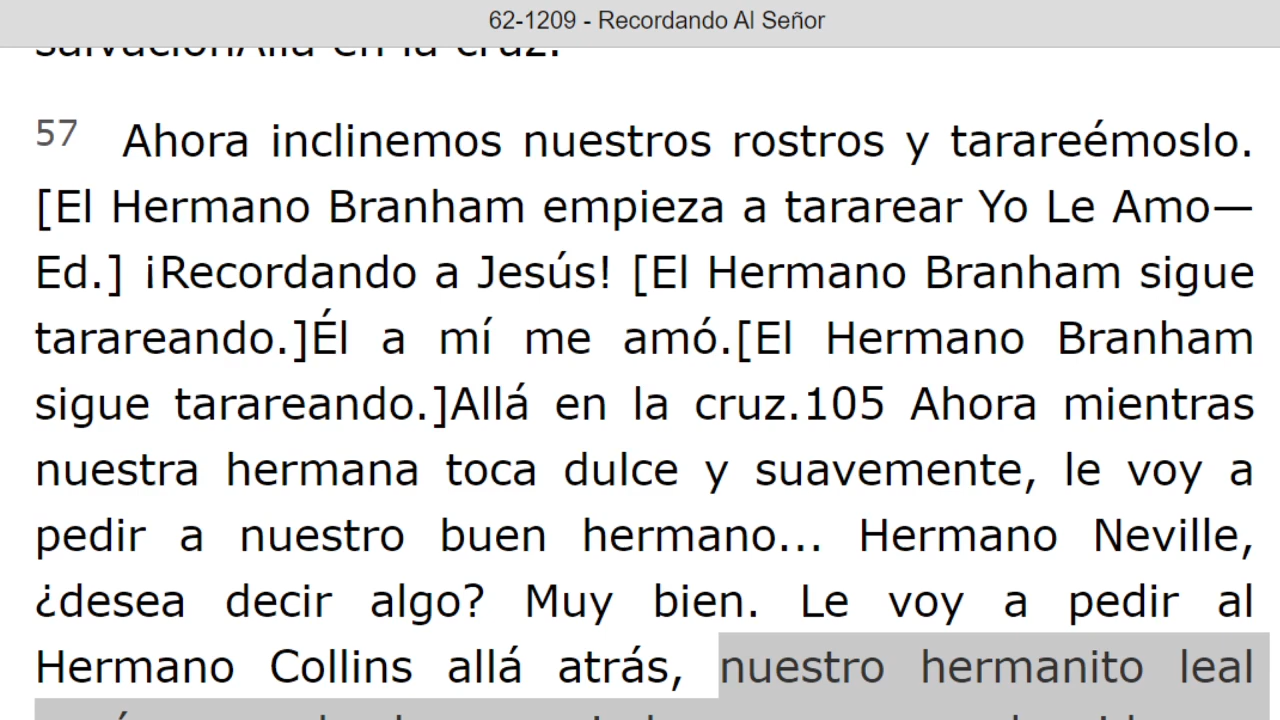 62-1209 - Recordando Al Señor
en la cruz.
57 Ahora inclinemos nuestros rostros y tarareémoslo.
[El Hermano Branham empieza a tararear Yo Le Amo—
Ed.] ¡Recordando a Jesús! [El Hermano Branham sigue
tarareando.]Él a mí me amó.[El Hermano Branham
sigue tarareando.]Allá en la cruz.105 Ahora mientras
nuestra hermana toca dulce y suavemente, le voy a
pedir a nuestro buen hermano... Hermano Neville,
¿desea decir algo? Muy bien. Le voy a pedir al
Hermano Collins allá atrás, nuestro hermanito leal